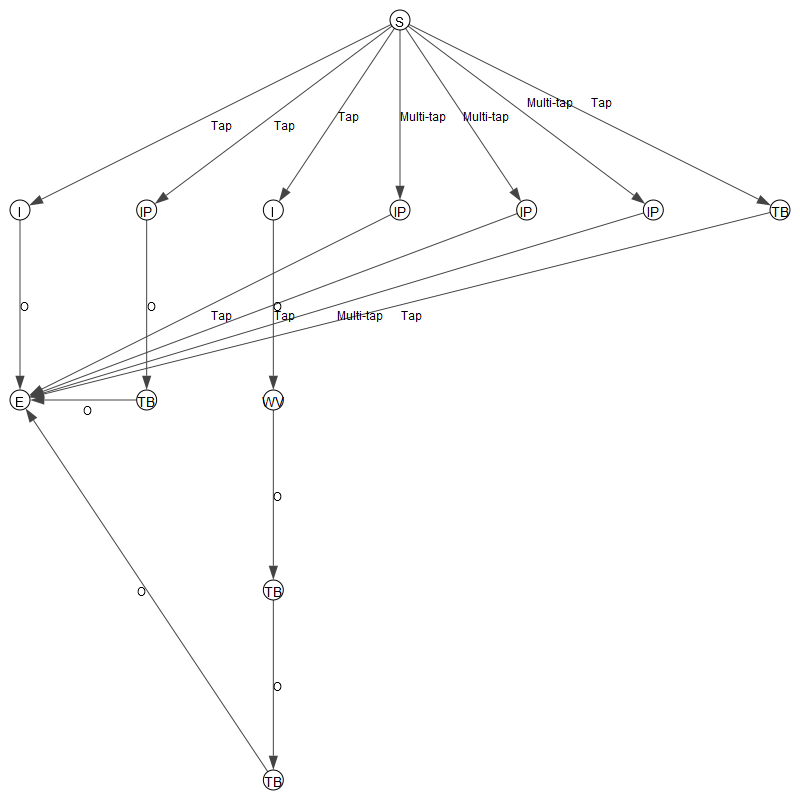 S
Multi-tap Tap
Tap Multi-tap Multi-tap
Tap Tap
I IP I IP IP IP TB
O O O
Tap Tap Multi-tap Tap
E TB WV
O
O
TB
O
O
TB